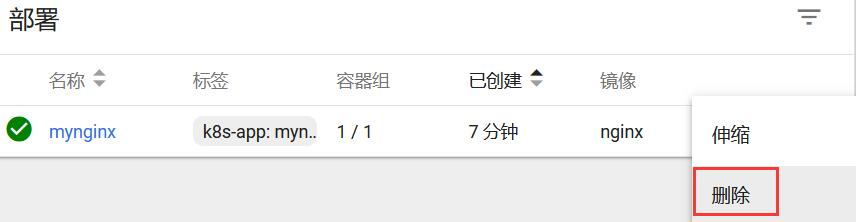 部署
名称 标签 容器组 已创建 镜像
mynginx k8s-app: myn.. 1 / 1 7 分钟 nginx
伸缩
删除